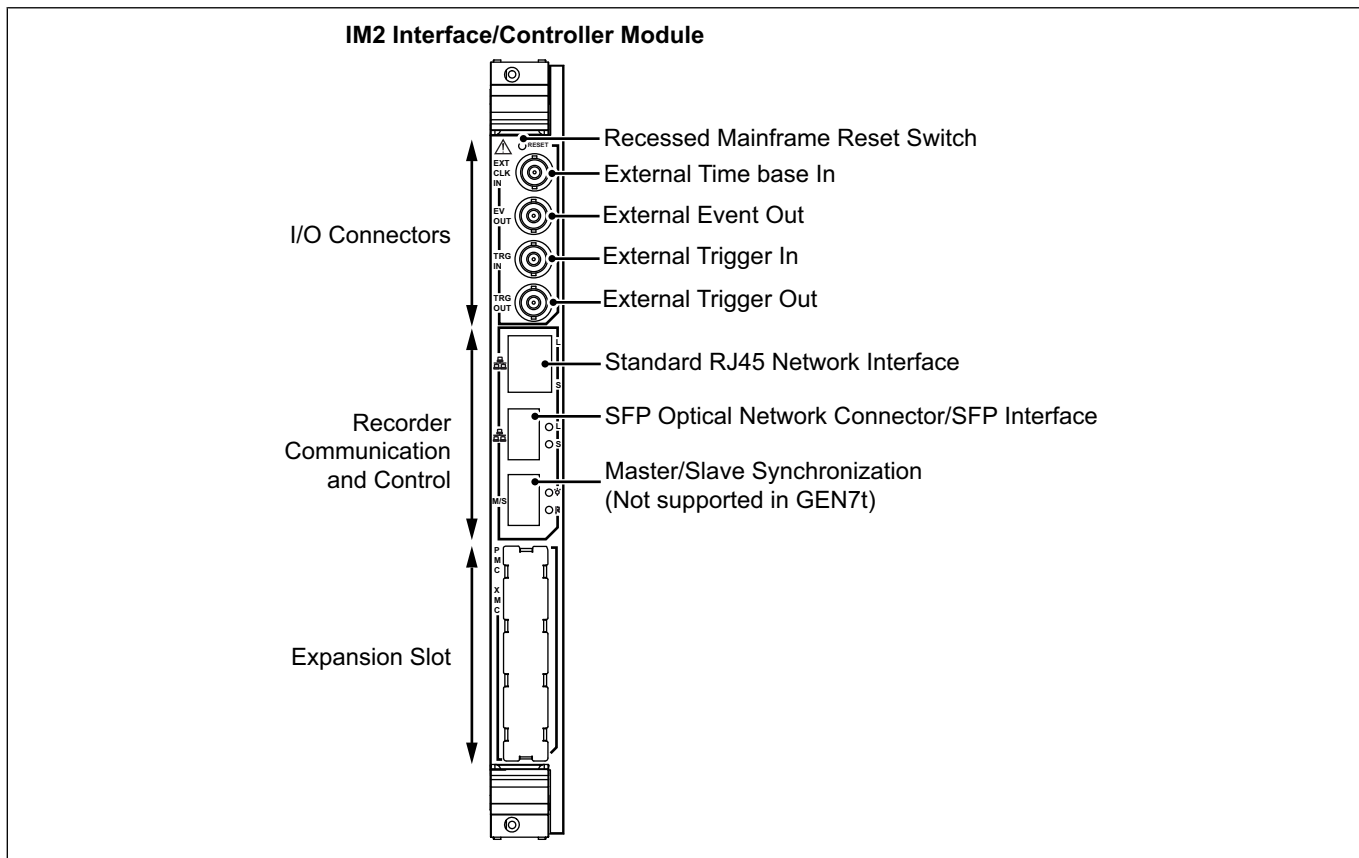 IM2 Interface/Controller Module
RESET
Recessed Mainframe Reset Switch
EXT
CLK
IN
External Time base In
EV
OUT
External Event Out
I/O Connectors
TRG
IN
External Trigger In
TRG
OUT
External Trigger Out
L
Standard RJ45 Network Interface
S
SFP Optical Network Connector/SFP Interface
L
S
Recorder
Communication
and Control
Master/Slave Synchronization
(Not supported in GEN7t)
M/S
P
M
C
X
M
C
Expansion Slot